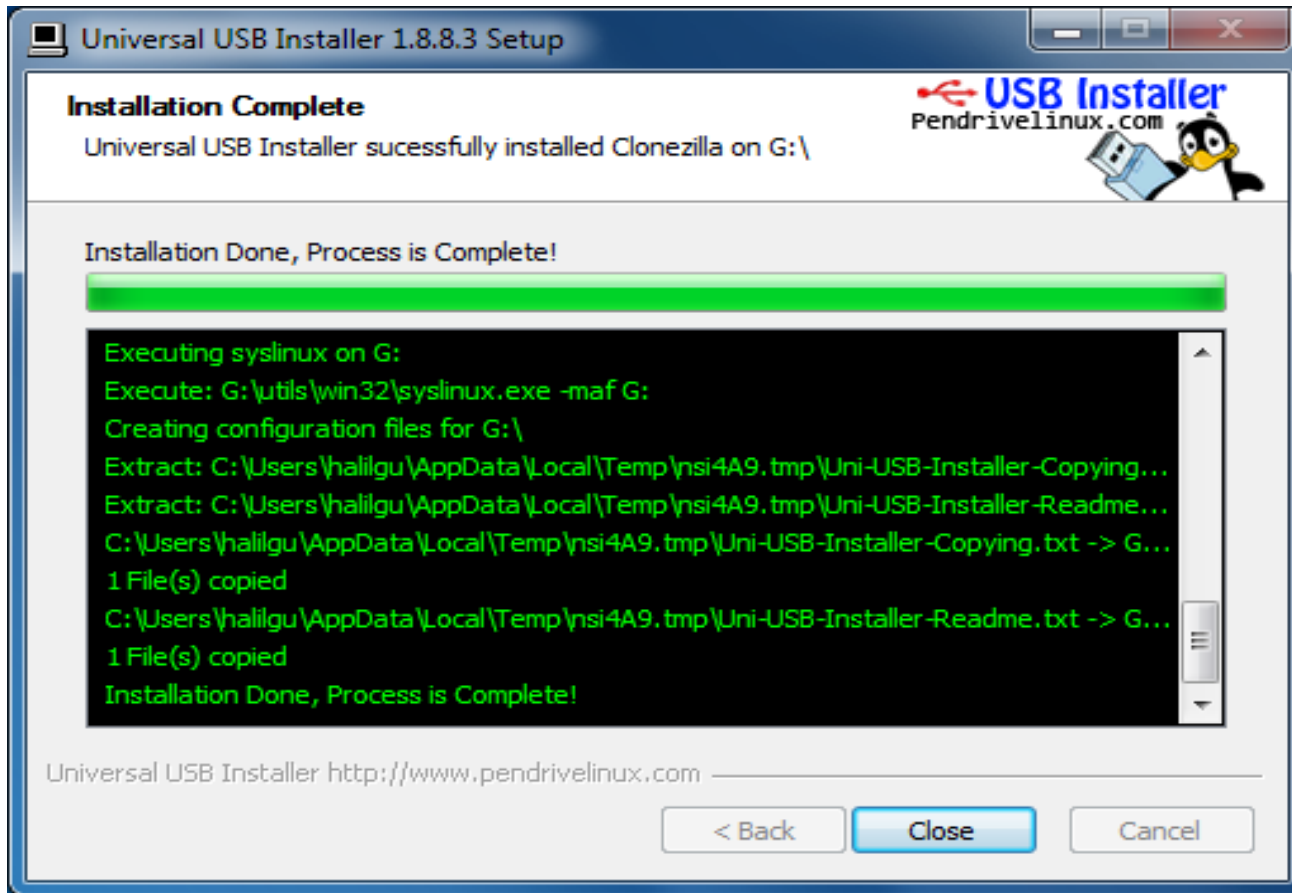 Universal USB Installer 1.8.8.3 Setup
Installation Complete
Universal USB Installer sucessfully installed Clonezilla on G:\
USB Installer
Pendrivelinux.com
Installation Done, Process is Complete!
Executing syslinux on G:
Execute: G:\utils\win32\syslinux.exe -maf G:
Creating configuration files for G:\
Extract: C:\Users\halilgu\AppData\Local\Temp\nsi4A9.tmp\Uni-USB-Installer-Copying...
Extract: C:\Users\halilgu\AppData\Local\Temp\nsi4A9.tmp\Uni-USB-Installer-Readme...
C:\Users\halilgu\AppData\Local\Temp\nsi4A9.tmp\Uni-USB-Installer-Copying.txt -> G...
1 File(s) copied
C:\Users\halilgu\AppData\Local\Temp\nsi4A9.tmp\Uni-USB-Installer-Readme.txt -> G...
1 File(s) copied
Installation Done, Process is Complete!
Universal USB Installer http://www.pendrivelinux.com
< Back
Close
Cancel